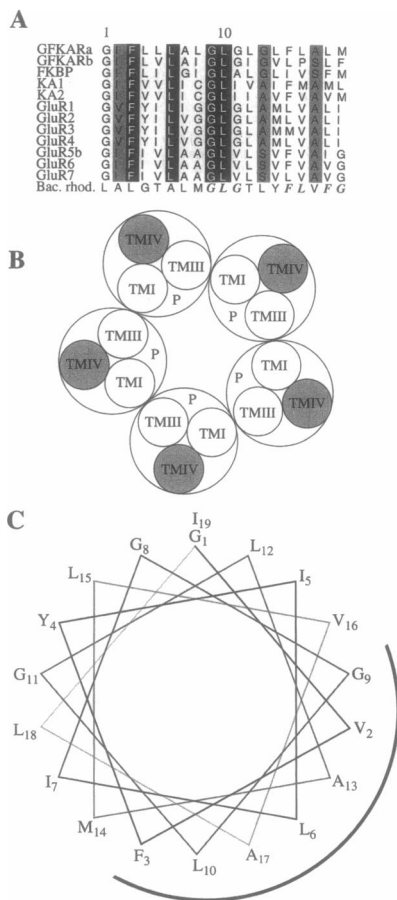 A
1 10
GFKARa G I F L L L A L G L G L G L F L A L M
GFKARb
FKBP
KA1 G I F V V L I C G L I V A I F M A M L
KA2
GluR1 G V F Y I L I G G L G L A M L V A L I
GluR2 G V F Y I L V G G L G L A M L V A L I
GluR3 G V F Y I L V G G L G L A M M V A L I
GluR4 G V F Y I L V G G L G L A M L V A L I
GluR5b G I F I V L A A G L V L S V F V A I G
GluR6 G I F I V L A A G L V L S V F V A V G
GluR7 G I F I V L A A G L V L S V F V A V G
Bac. rhod. L A L G T A L M G L G T L Y F L V F G
B
TMIV TMIII TMI P
TMI TMIV TMIII P
TMIII P TMIV TMI
TMI P TMIII TMIV
P TMIII TMI TMIV
C
I19
G1
G8 L12
L15 I5
Y4 V16
G11 G9
L18 V2
I7 A13
M14 L6
F3 A17
L10